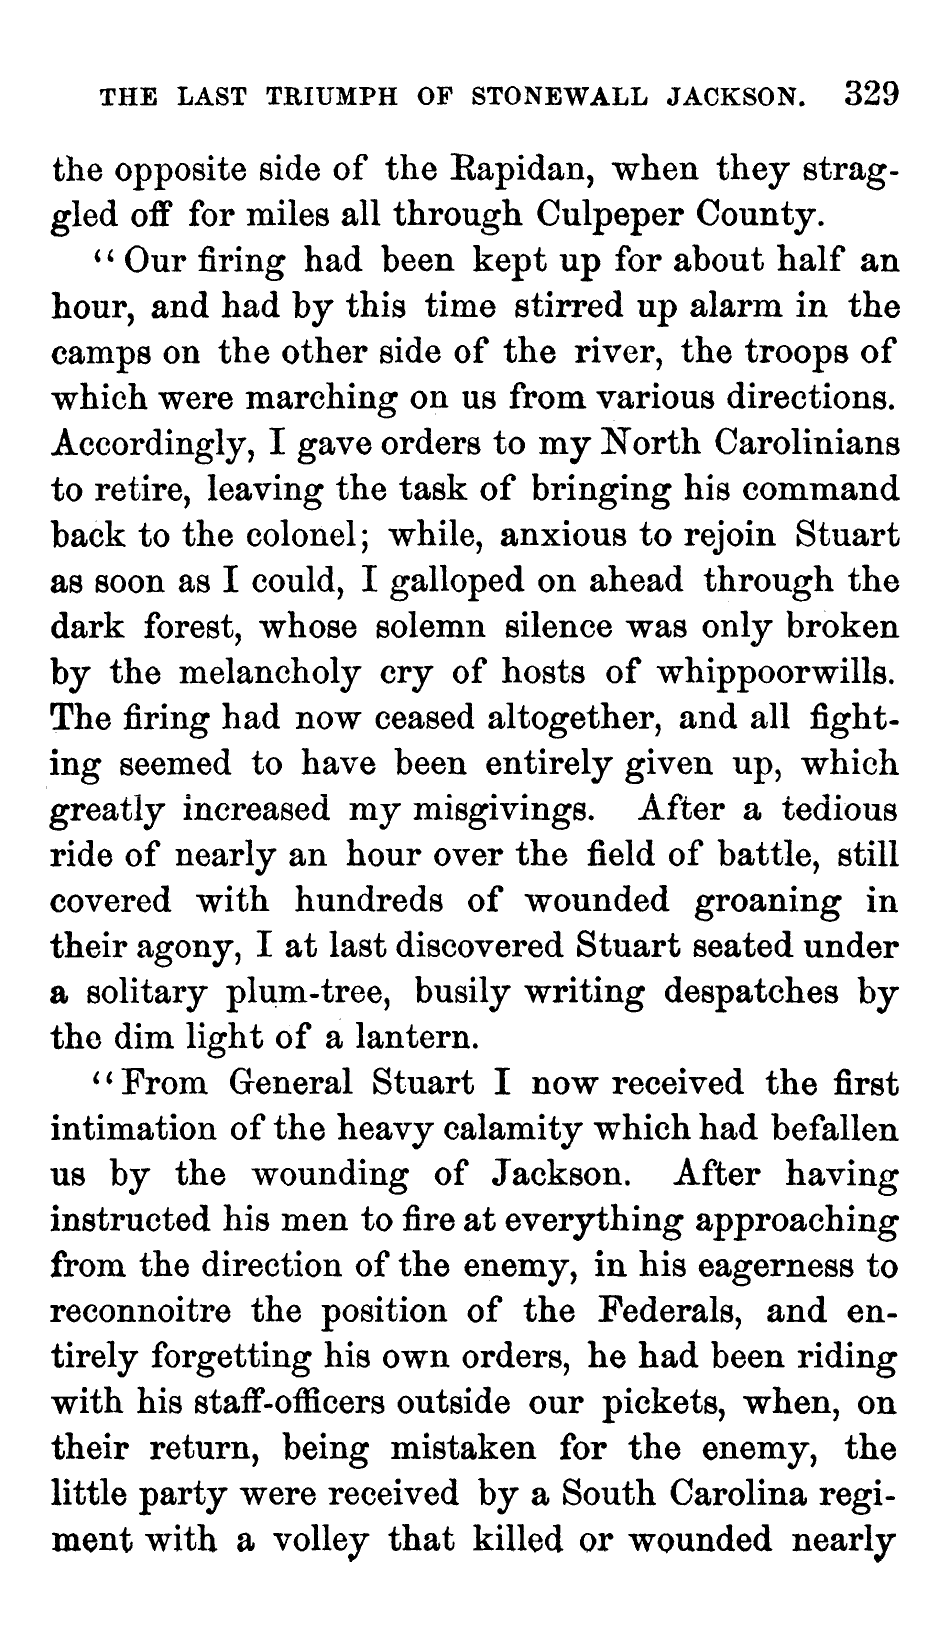 THE LAST TRIUMPH OF STONEWALL JACKSON. 329
the opposite side of the Rapidan, when they strag-
gled off for miles all through Culpeper County.
“Our firing had been kept up for about half an
hour, and had by this time stirred up alarm in the
camps on the other side of the river, the troops of
which were marching on us from various directions.
Accordingly, I gave orders to my North Carolinians
to retire, leaving the task of bringing his command
back to the colonel; while, anxious to rejoin Stuart
as soon as I could, I galloped on ahead through the
dark forest, whose solemn silence was only broken
by the melancholy cry of hosts of whippoorwills.
The firing had now ceased altogether, and all fight-
ing seemed to have been entirely given up, which
greatly increased my misgivings. After a tedious
ride of nearly an hour over the field of battle, still
covered with hundreds of wounded groaning in
their agony, I at last discovered Stuart seated under
a solitary plum-tree, busily writing despatches by
the dim light of a lantern.
“From General Stuart I now received the first
intimation of the heavy calamity which had befallen
us by the wounding of Jackson. After having
instructed his men to fire at everything approaching
from the direction of the enemy, in his eagerness to
reconnoitre the position of the Federals, and en-
tirely forgetting his own orders, he had been riding
with his staff-officers outside our pickets, when, on
their return, being mistaken for the enemy, the
little party were received by a South Carolina regi-
ment with a volley that killed or wounded nearly